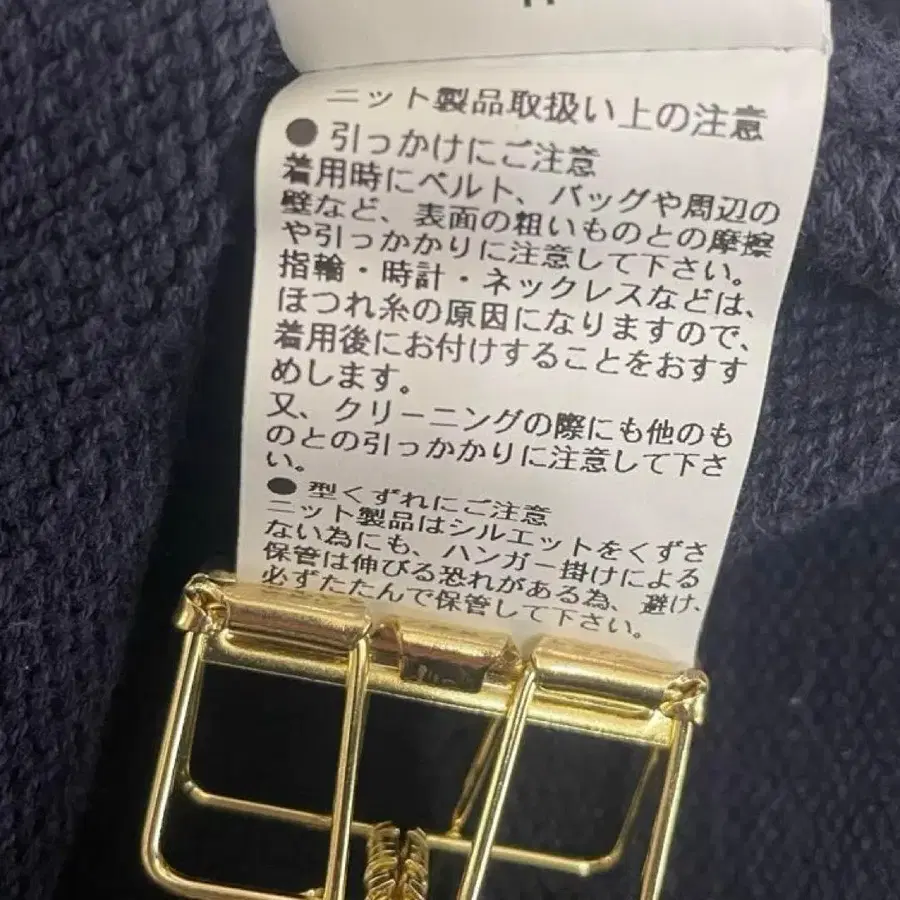 ニット製品取扱い上の注意
● 引っかけにご注意
着用時にベルト、バッグや周辺の
壁など、表面の粗いものとの摩擦
や引っかかりに注意して下さい。
指輪・時計・ネックレスなどは、
ほつれ糸の原因になりますので、
着用後にお付けすることをおすす
めします。
又、クリーニングの際にも他のも
のとの引っかかりに注意して下さ
い。
● 型くずれにご注意
ニット製品はシルエットをくずさ
ない為にも、ハンガー掛けによる
保管は伸びる恐れがある為、避け、
必ずたたんで保管して下さい。